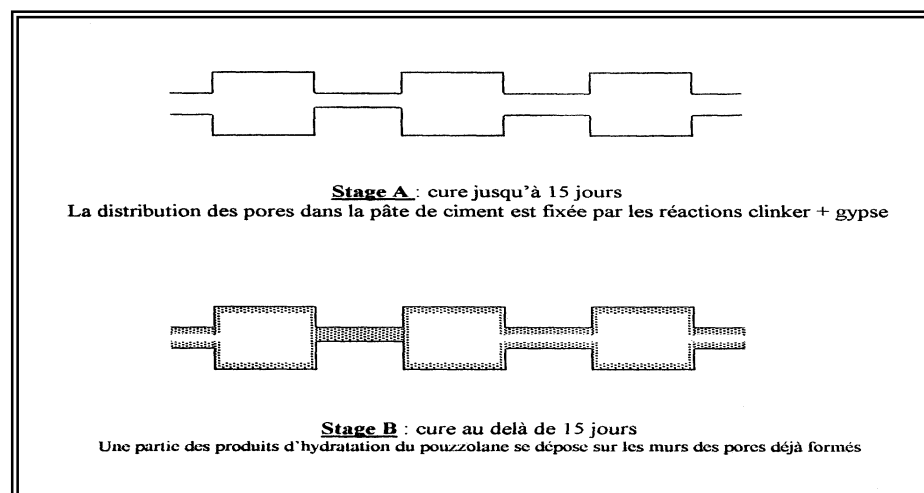 Stage A : cure jusqu'à 15 jours
La distribution des pores dans la pâte de ciment est fixée par les réactions clinker + gypse
Stage B : cure au delà de 15 jours
Une partie des produits d'hydratation du pouzzolane se dépose sur les murs des pores déjà formés